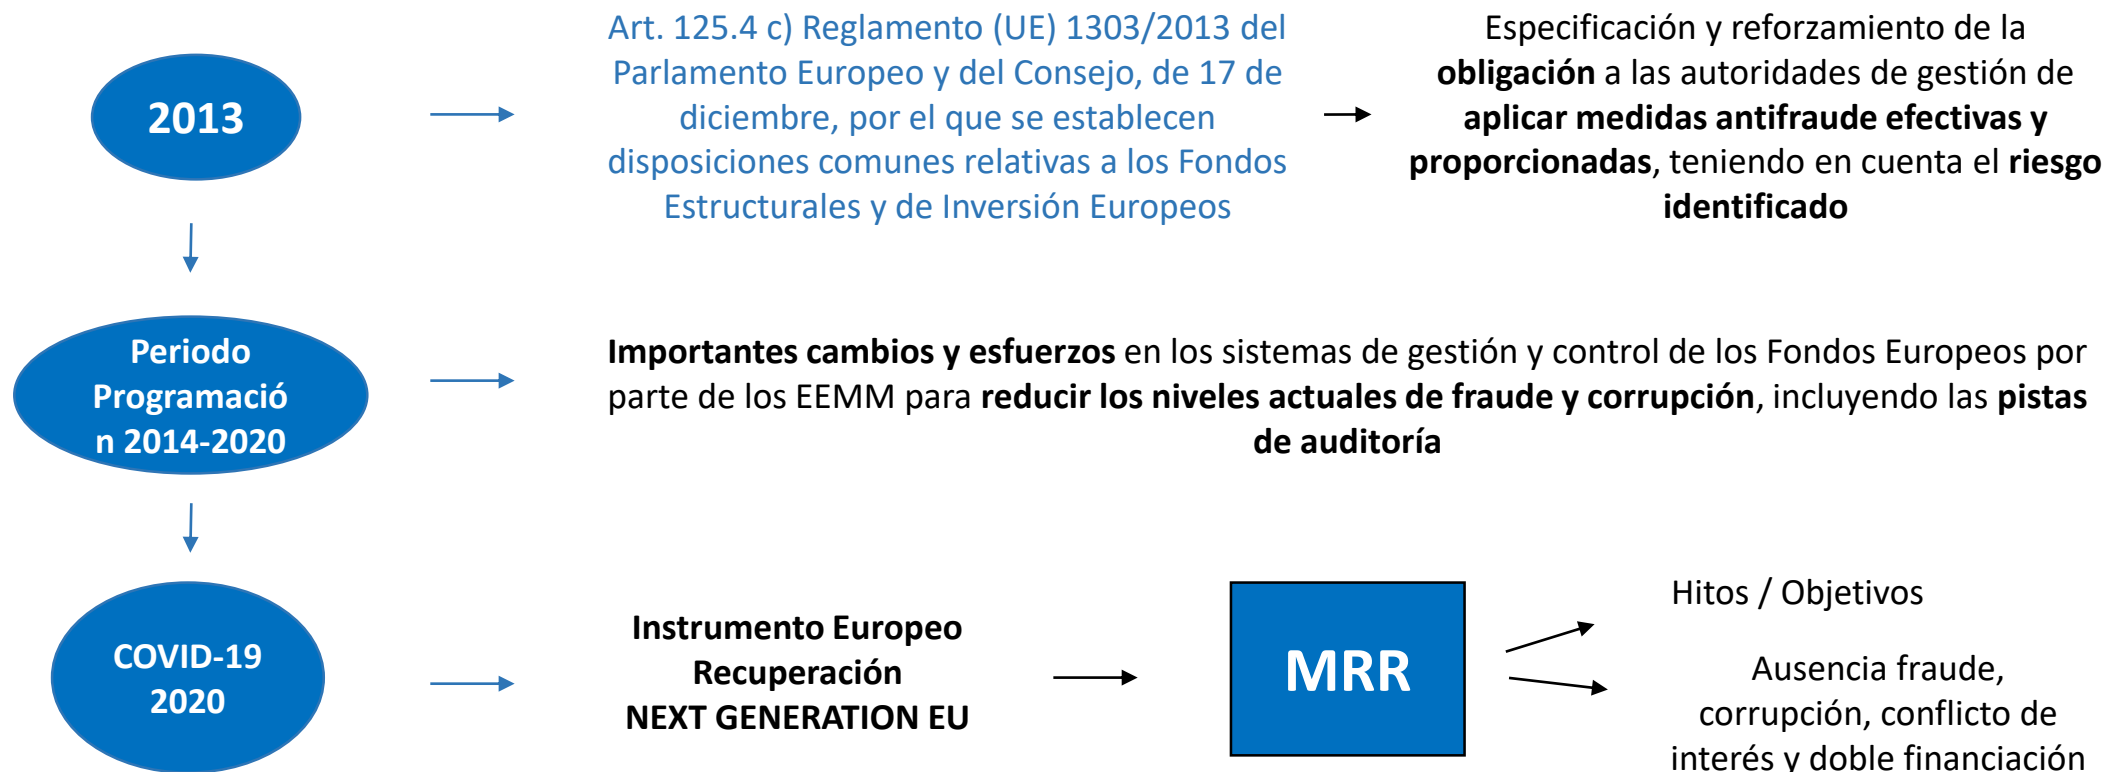 2013
Art. 125.4 c) Reglamento (UE) 1303/2013 del
Parlamento Europeo y del Consejo, de 17 de
diciembre, por el que se establecen
disposiciones comunes relativas a los Fondos
Estructurales y de Inversión Europeos
Especificación y reforzamiento de la
obligación a las autoridades de gestión de
aplicar medidas antifraude efectivas y
proporcionadas, teniendo en cuenta el riesgo
identificado
Periodo
Programació
n 2014-2020
Importantes cambios y esfuerzos en los sistemas de gestión y control de los Fondos Europeos por
parte de los EEMM para reducir los niveles actuales de fraude y corrupción, incluyendo las pistas
de auditoría
COVID-19
2020
Instrumento Europeo
Recuperación
NEXT GENERATION EU
MRR
Hitos / Objetivos
Ausencia fraude,
corrupción, conflicto de
interés y doble financiación